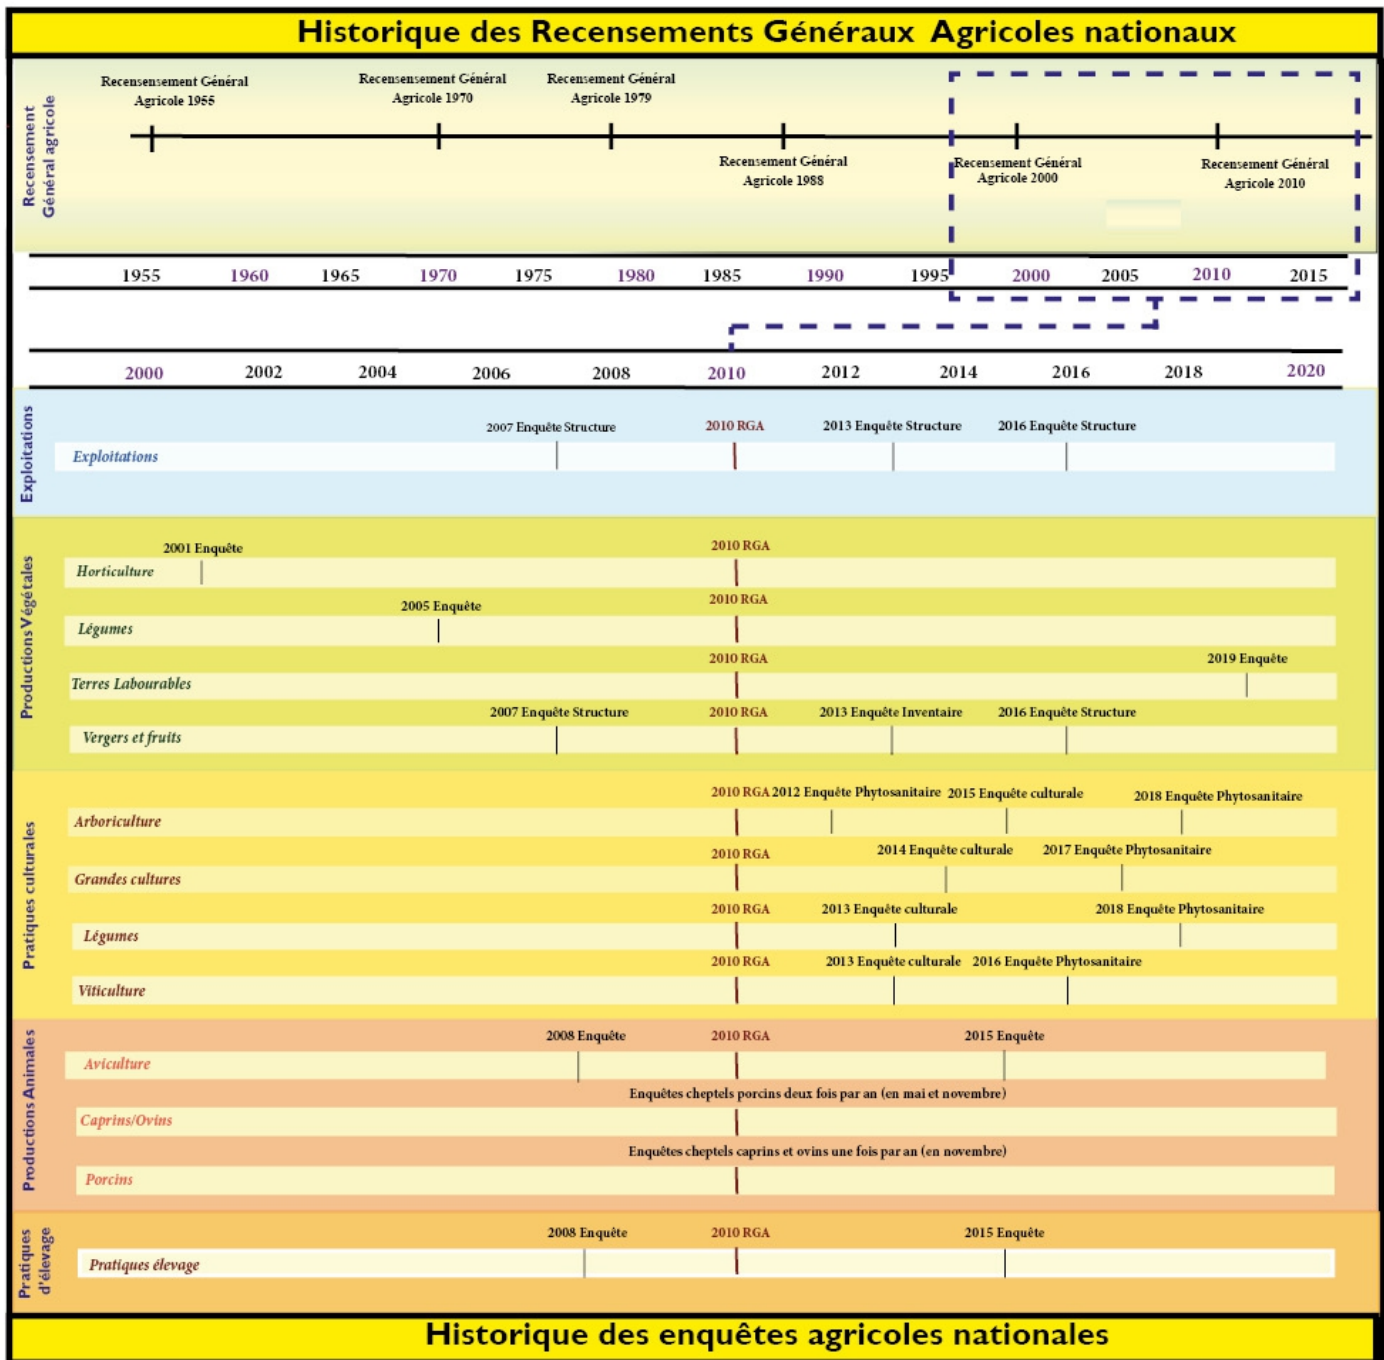 Historique des Recensements Généraux Agricoles nationaux
Recensement
Général agricole
Recensensement Général
Agricole 1955
Recensensement Général
Agricole 1970
Recensement Général
Agricole 1979
Recensement Général
Agricole 1988
Recensement Général
Agricole 2000
Recensement Général
Agricole 2010
1955 1960 1965 1970 1975 1980 1985 1990 1995 2000 2005 2010 2015
2000 2002 2004 2006 2008 2010 2012 2014 2016 2018 2020
Exploitations
2007 Enquête Structure 2010 RGA 2013 Enquête Structure 2016 Enquête Structure
Exploitations
Productions Végétales
2001 Enquête 2010 RGA
Horticulture
2005 Enquête 2010 RGA
Légumes
2010 RGA 2019 Enquête
Terres Labourables
2007 Enquête Structure 2010 RGA 2013 Enquête Inventaire 2016 Enquête Structure
Vergers et fruits
Pratiques culturales
2010 RGA 2012 Enquête Phytosanitaire 2015 Enquête culturale 2018 Enquête Phytosanitaire
Arboriculture
2010 RGA 2014 Enquête culturale 2017 Enquête Phytosanitaire
Grandes cultures
2010 RGA 2013 Enquête culturale 2018 Enquête Phytosanitaire
Légumes
2010 RGA 2013 Enquête culturale 2016 Enquête Phytosanitaire
Viticulture
Productions Animales
2008 Enquête 2010 RGA 2015 Enquête
Aviculture
Enquêtes cheptels porcins deux fois par an (en mai et novembre)
Caprins/Ovins
Enquêtes cheptels caprins et ovins une fois par an (en novembre)
Porcins
Pratiques
d'élevage
2008 Enquête 2010 RGA 2015 Enquête
Pratiques élevage
Historique des enquêtes agricoles nationales